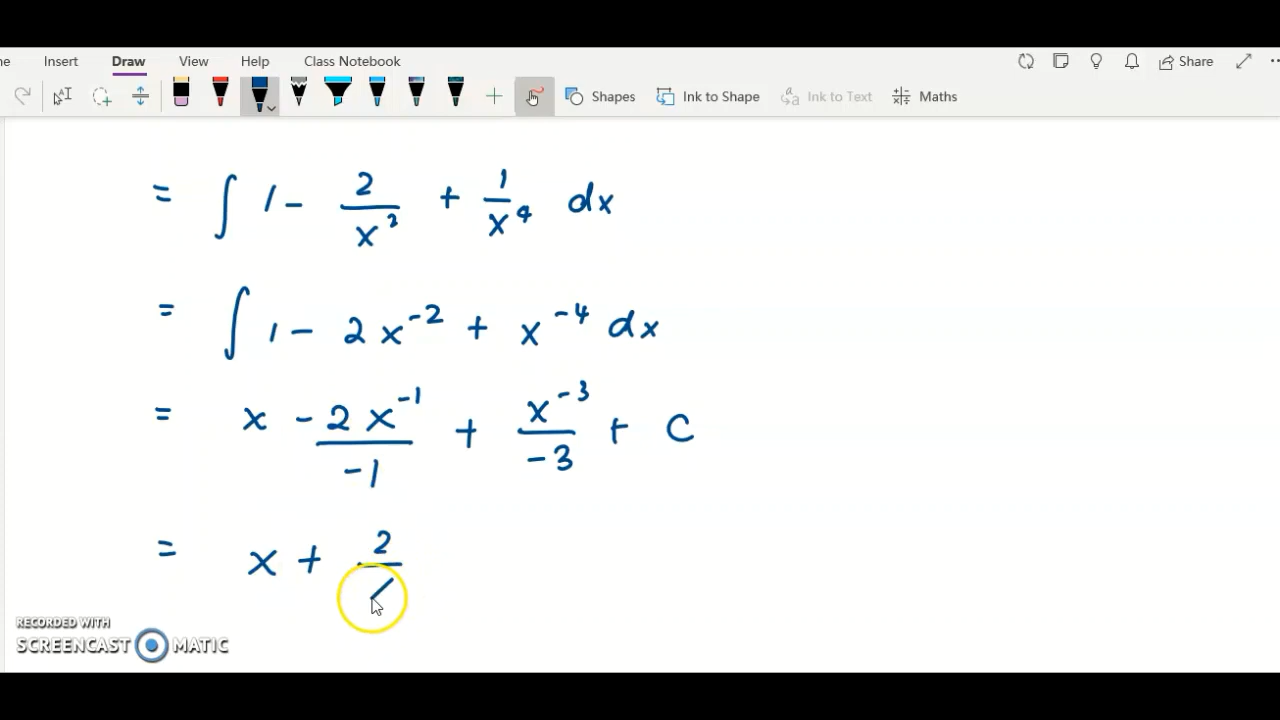 e Insert Draw View Help Class Notebook Share
Shapes Ink to Shape Ink to Text Maths
= ∫ 1 - 2/x² + 1/x⁴ dx
= ∫ 1 - 2x⁻² + x⁻⁴ dx
= x - 2x⁻¹/-1 + x⁻³/-3 + C
= x + 2/
RECORDED WITH
SCREENCAST MATIC